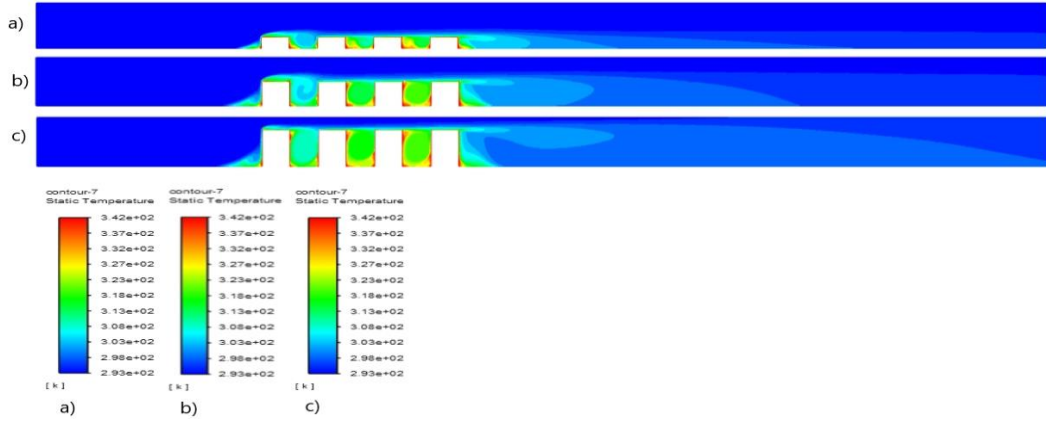 a)
b)
c)
contour-7
Static Temperature
3.42e+02
3.37e+02
3.32e+02
3.27e+02
3.23e+02
3.18e+02
3.13e+02
3.08e+02
3.03e+02
2.98e+02
2.93e+02
[ k ]
a)
contour-7
Static Temperature
3.42e+02
3.37e+02
3.32e+02
3.27e+02
3.23e+02
3.18e+02
3.13e+02
3.08e+02
3.03e+02
2.98e+02
2.93e+02
[ k ]
b)
contour-7
Static Temperature
3.42e+02
3.37e+02
3.32e+02
3.27e+02
3.23e+02
3.18e+02
3.13e+02
3.08e+02
3.03e+02
2.98e+02
2.93e+02
[ k ]
c)